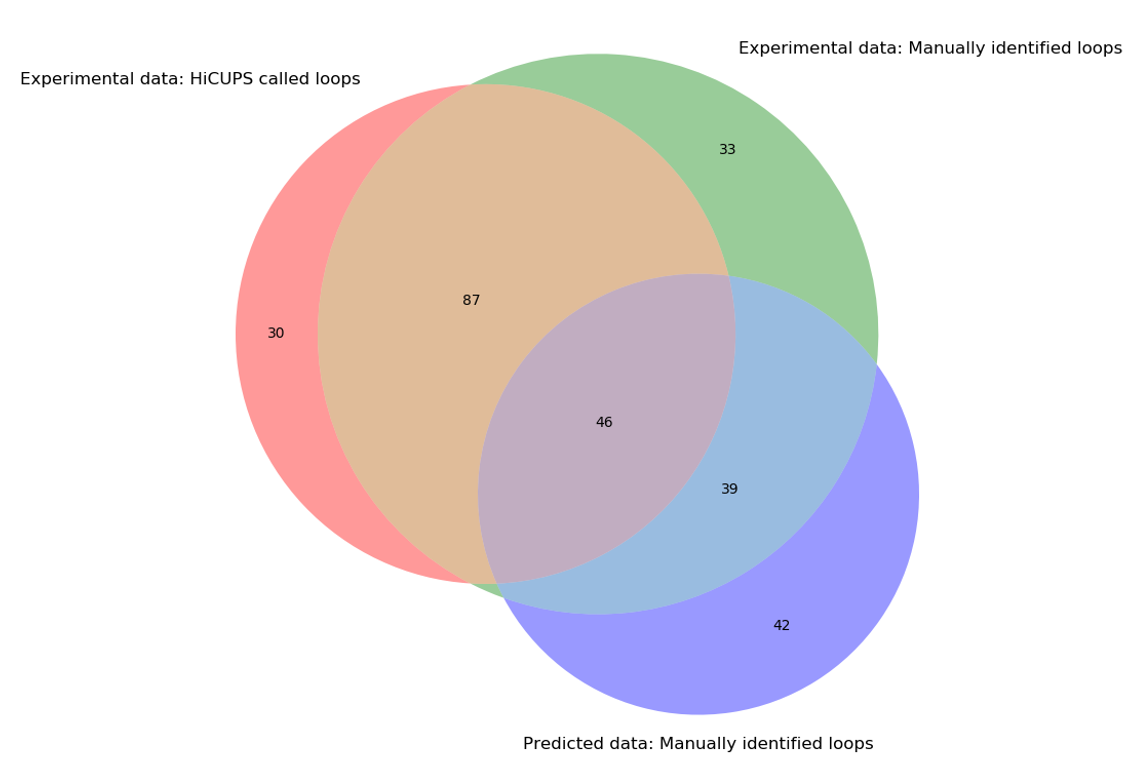 Experimental data: Manually identified loops
Experimental data: HiCUPS called loops
33
87
30
46
39
42
Predicted data: Manually identified loops